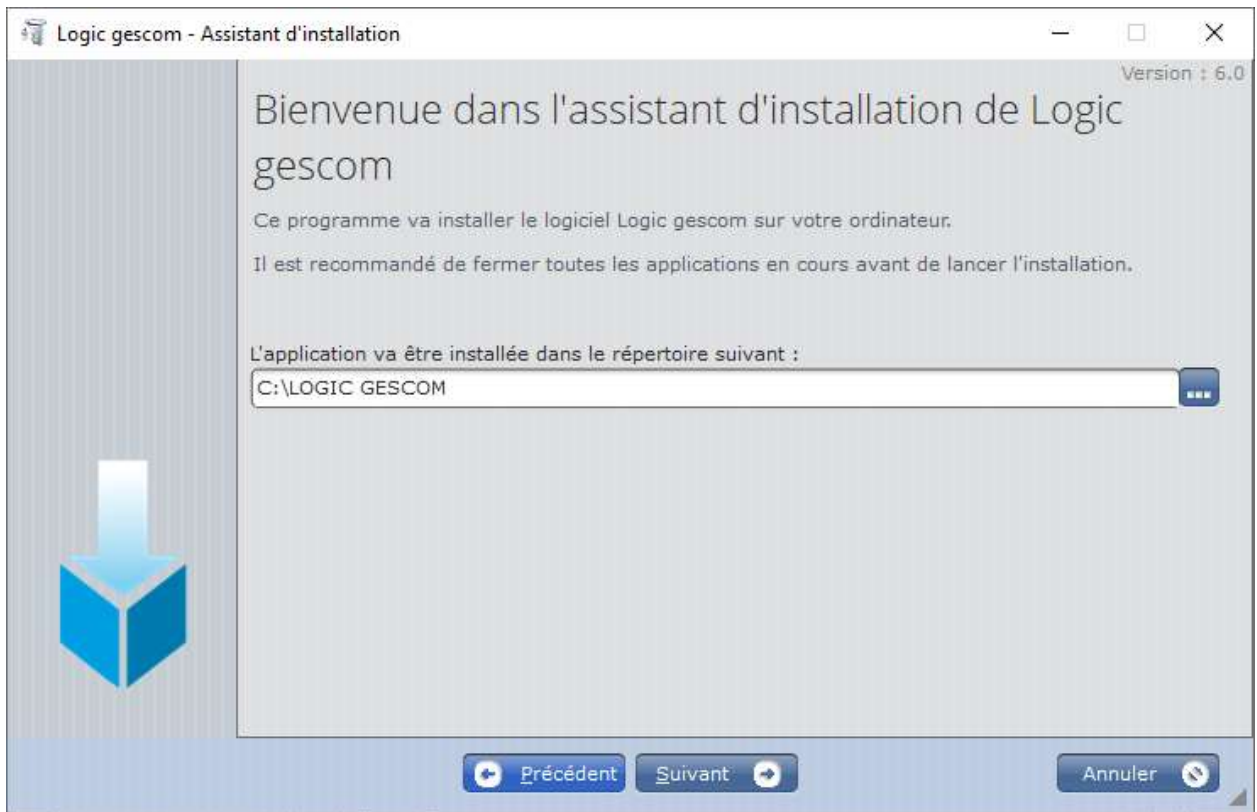 Logic gescom - Assistant d'installation
Version : 6.0
Bienvenue dans l'assistant d'installation de Logic
gescom
Ce programme va installer le logiciel Logic gescom sur votre ordinateur.
Il est recommandé de fermer toutes les applications en cours avant de lancer l'installation.
L'application va être installée dans le répertoire suivant :
C:\LOGIC GESCOM
...
Précédent
Suivant
Annuler